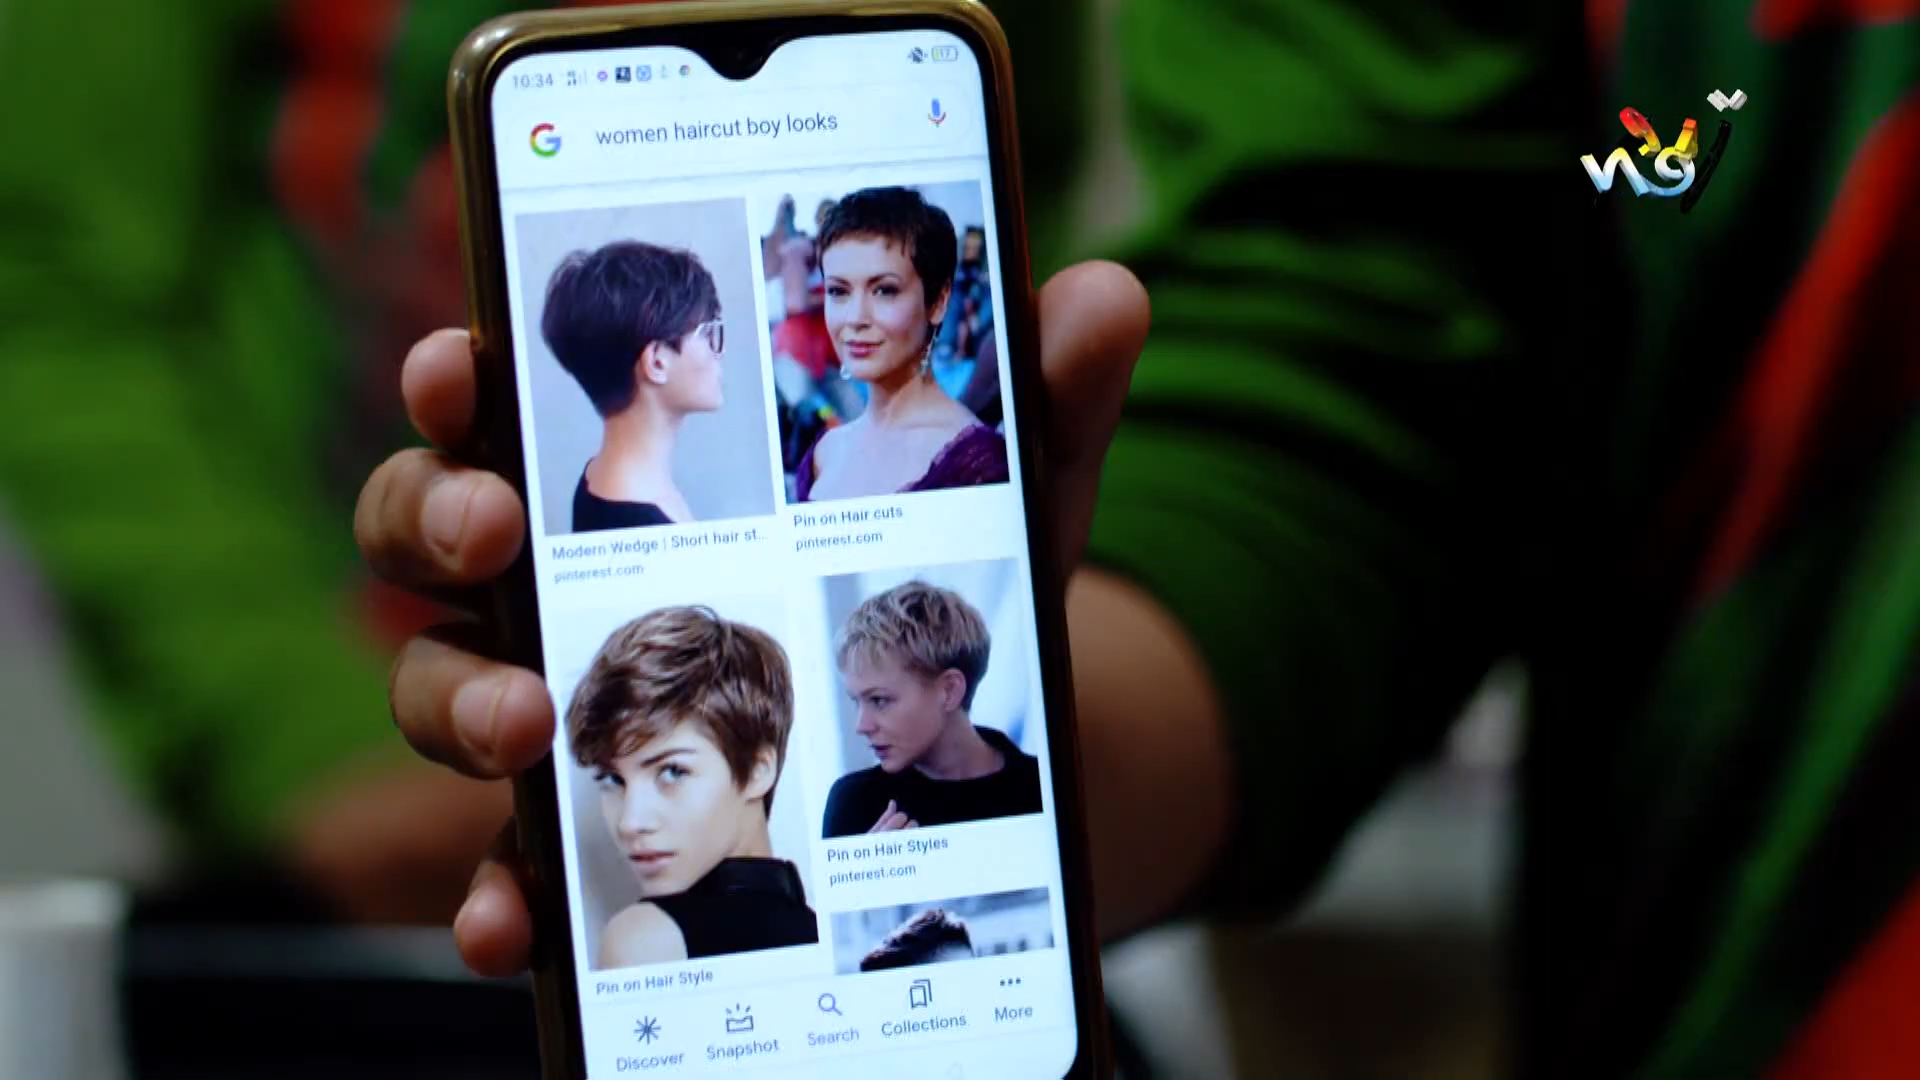 10:34
17
women haircut boy looks
Modern Wedge | Short hair st...
pinterest.com
Pin on Hair cuts
pinterest.com
Pin on Hair Styles
pinterest.com
Pin on Hair Style
Discover
Snapshot
Search
Collections
More